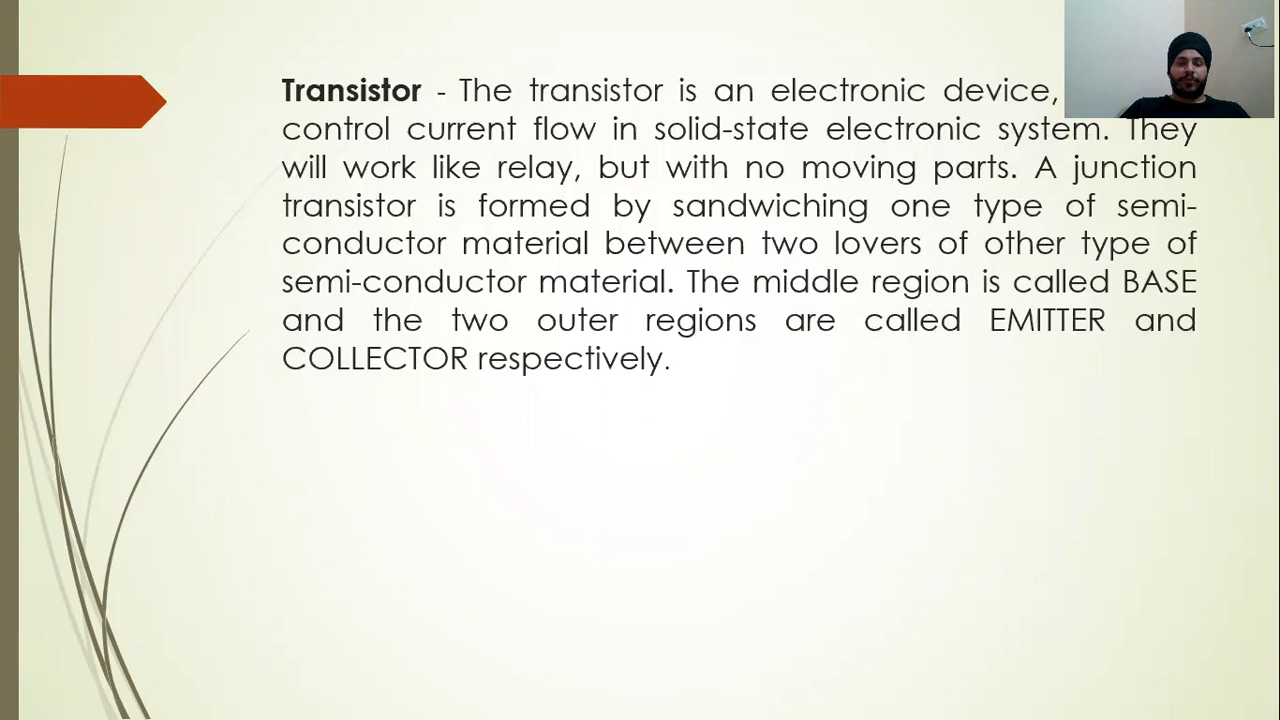 Transistor - The transistor is an electronic device,
control current flow in solid-state electronic system. They
will work like relay, but with no moving parts. A junction
transistor is formed by sandwiching one type of semi-
conductor material between two lovers of other type of
semi-conductor material. The middle region is called BASE
and the two outer regions are called EMITTER and
COLLECTOR respectively.